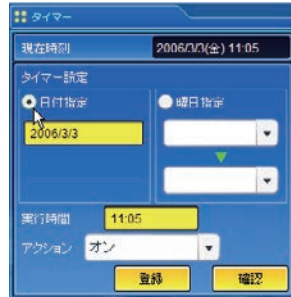 タイマー
現在時刻 2006/3/3(金) 11:05
タイマー設定
日付指定 曜日指定
2006/3/3
実行時間 11:05
アクション オン
登録 確認